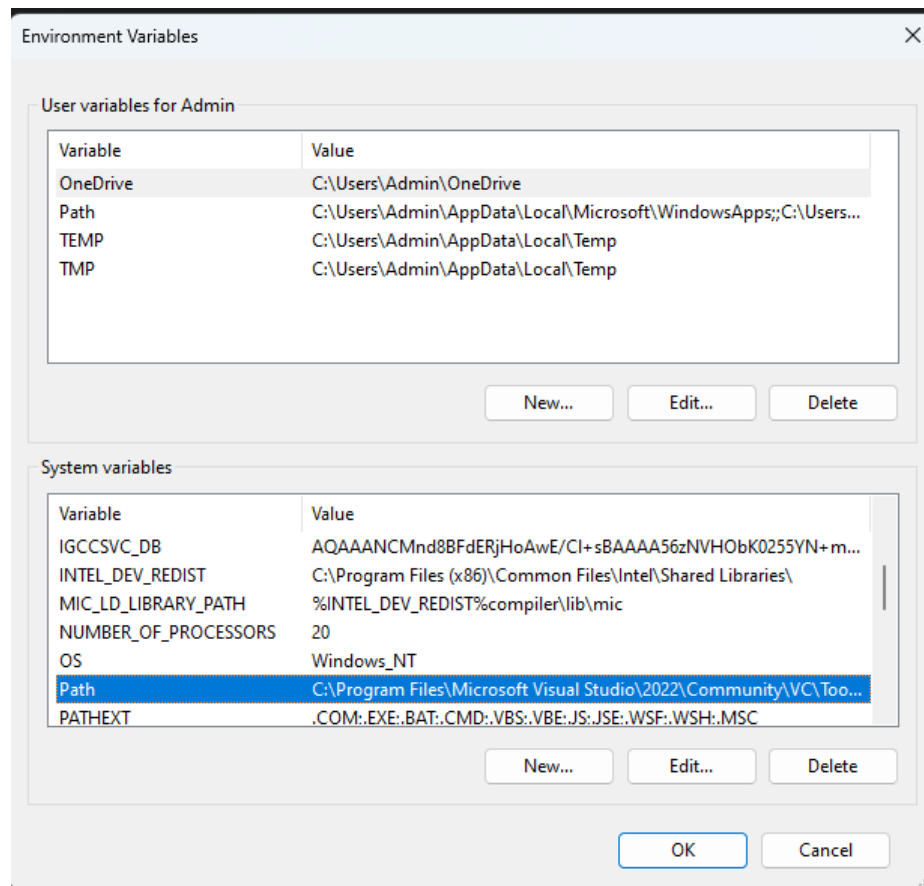 Environment Variables
User variables for Admin
Variable Value
OneDrive C:\Users\Admin\OneDrive
Path C:\Users\Admin\AppData\Local\Microsoft\WindowsApps;;C:\Users...
TEMP C:\Users\Admin\AppData\Local\Temp
TMP C:\Users\Admin\AppData\Local\Temp
New... Edit... Delete
System variables
Variable Value
IGCCSVC_DB AQAAANCMnd8BFdERjHoAwE/Cl+sBAAAA56zNVHObK0255YN+m...
INTEL_DEV_REDIST C:\Program Files (x86)\Common Files\Intel\Shared Libraries\
MIC_LD_LIBRARY_PATH %INTEL_DEV_REDIST%compiler\lib\mic
NUMBER_OF_PROCESSORS 20
OS Windows_NT
Path C:\Program Files\Microsoft Visual Studio\2022\Community\VC\Too...
PATHEXT .COM;.EXE;.BAT;.CMD;.VBS;.VBE;.JS;.JSE;.WSF;.WSH;.MSC
New... Edit... Delete
OK Cancel